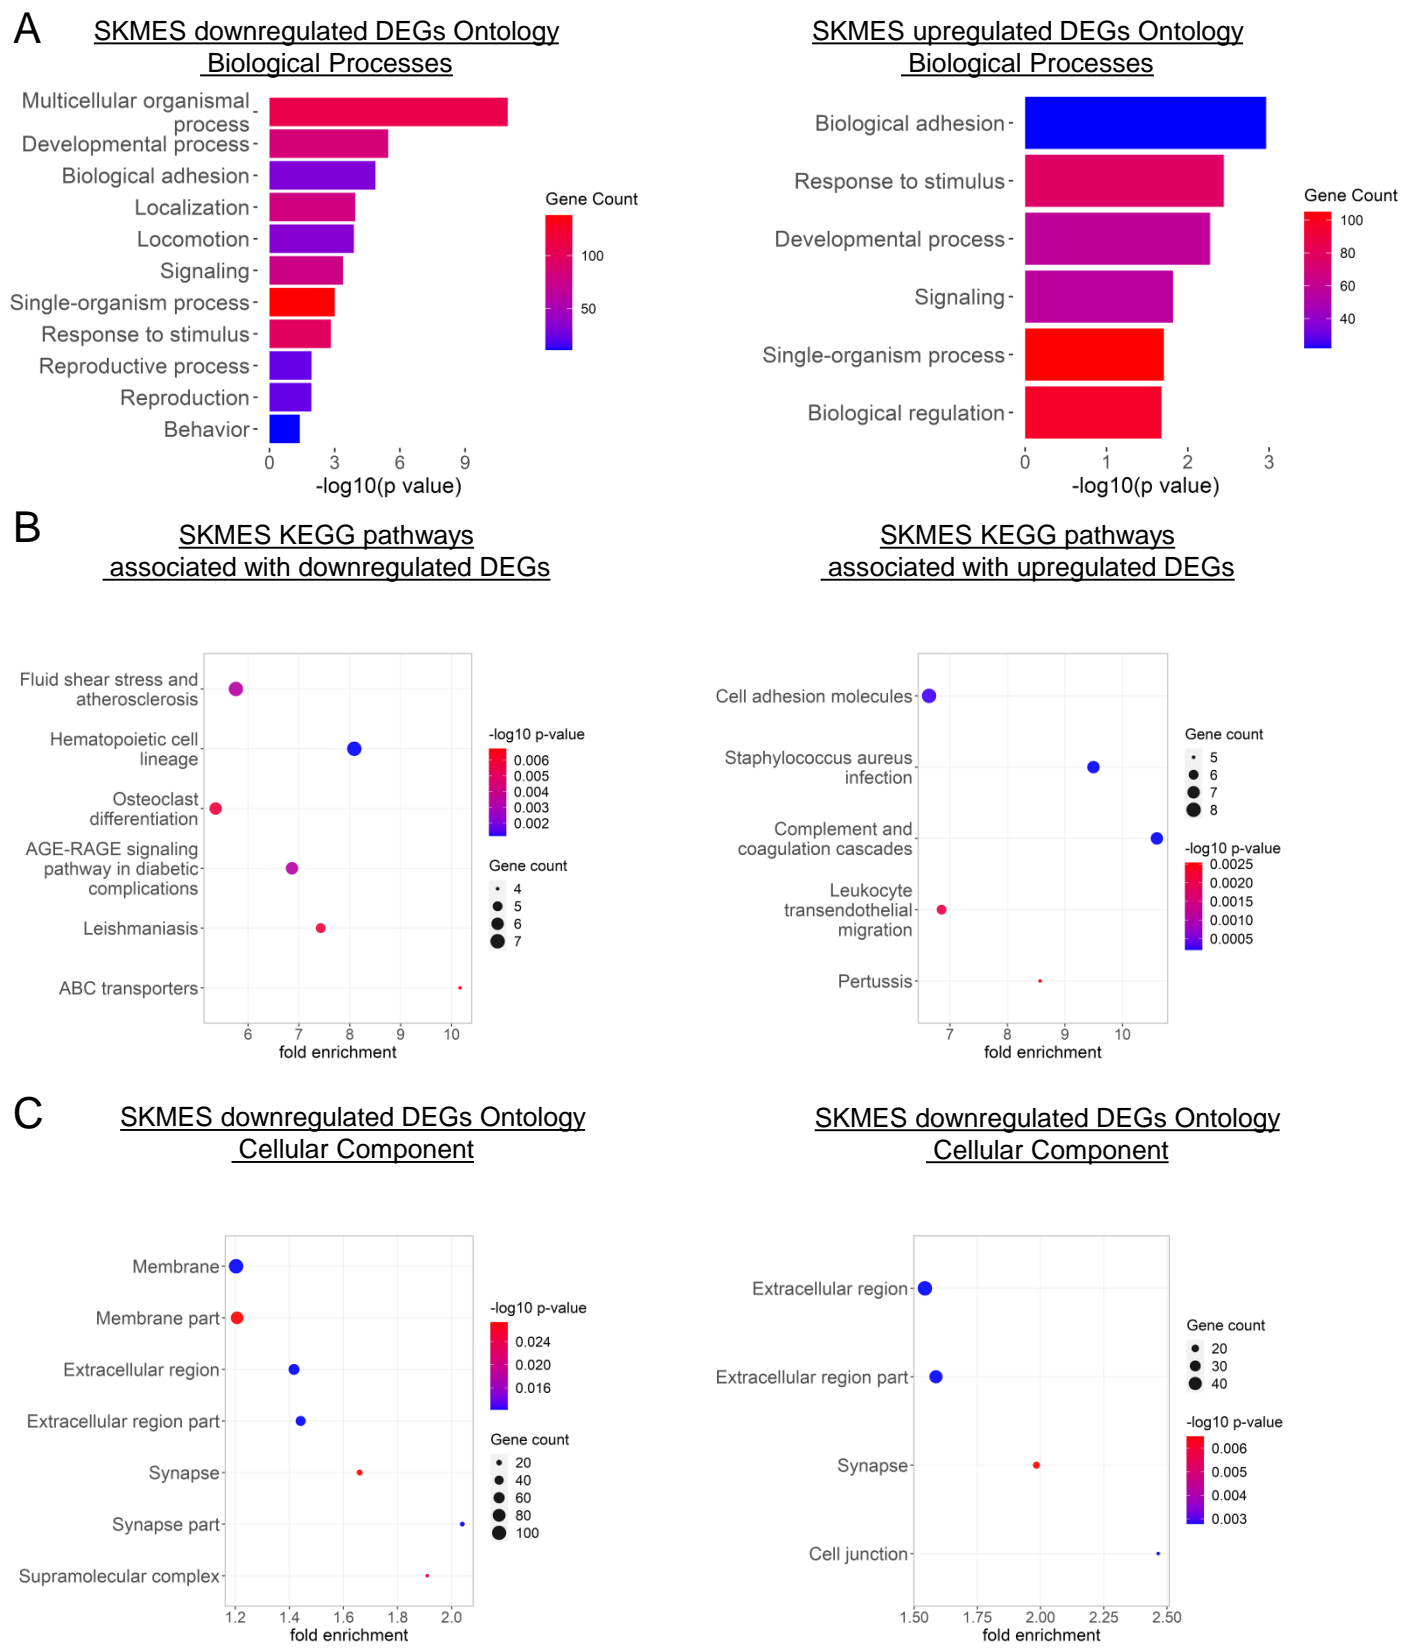 A
SKMES downregulated DEGs Ontology
Biological Processes
Multicellular organismal
process
Developmental process
Biological adhesion
Localization
Locomotion
Signaling
Single-organism process
Response to stimulus
Reproductive process
Reproduction
Behavior
0 3 6 9
-log10(p value)
Gene Count
100
50
SKMES upregulated DEGs Ontology
Biological Processes
Biological adhesion
Response to stimulus
Developmental process
Signaling
Single-organism process
Biological regulation
0 1 2 3
-log10(p value)
Gene Count
100
80
60
40
B
SKMES KEGG pathways
associated with downregulated DEGs
Fluid shear stress and
atherosclerosis
Hematopoietic cell
lineage
Osteoclast
differentiation
AGE-RAGE signaling
pathway in diabetic
complications
Leishmaniasis
ABC transporters
6 7 8 9 10
fold enrichment
-log10 p-value
0.006
0.005
0.004
0.003
0.002
Gene count
4
5
6
7
SKMES KEGG pathways
associated with upregulated DEGs
Cell adhesion molecules
Staphylococcus aureus
infection
Complement and
coagulation cascades
Leukocyte
transendothelial
migration
Pertussis
7 8 9 10
fold enrichment
Gene count
5
6
7
8
-log10 p-value
0.0025
0.0020
0.0015
0.0010
0.0005
C
SKMES downregulated DEGs Ontology
Cellular Component
Membrane
Membrane part
Extracellular region
Extracellular region part
Synapse
Synapse part
Supramolecular complex
1.2 1.4 1.6 1.8 2.0
fold enrichment
-log10 p-value
0.024
0.020
0.016
Gene count
20
40
60
80
100
SKMES downregulated DEGs Ontology
Cellular Component
Extracellular region
Extracellular region part
Synapse
Cell junction
1.50 1.75 2.00 2.25 2.50
fold enrichment
Gene count
20
30
40
-log10 p-value
0.006
0.005
0.004
0.003